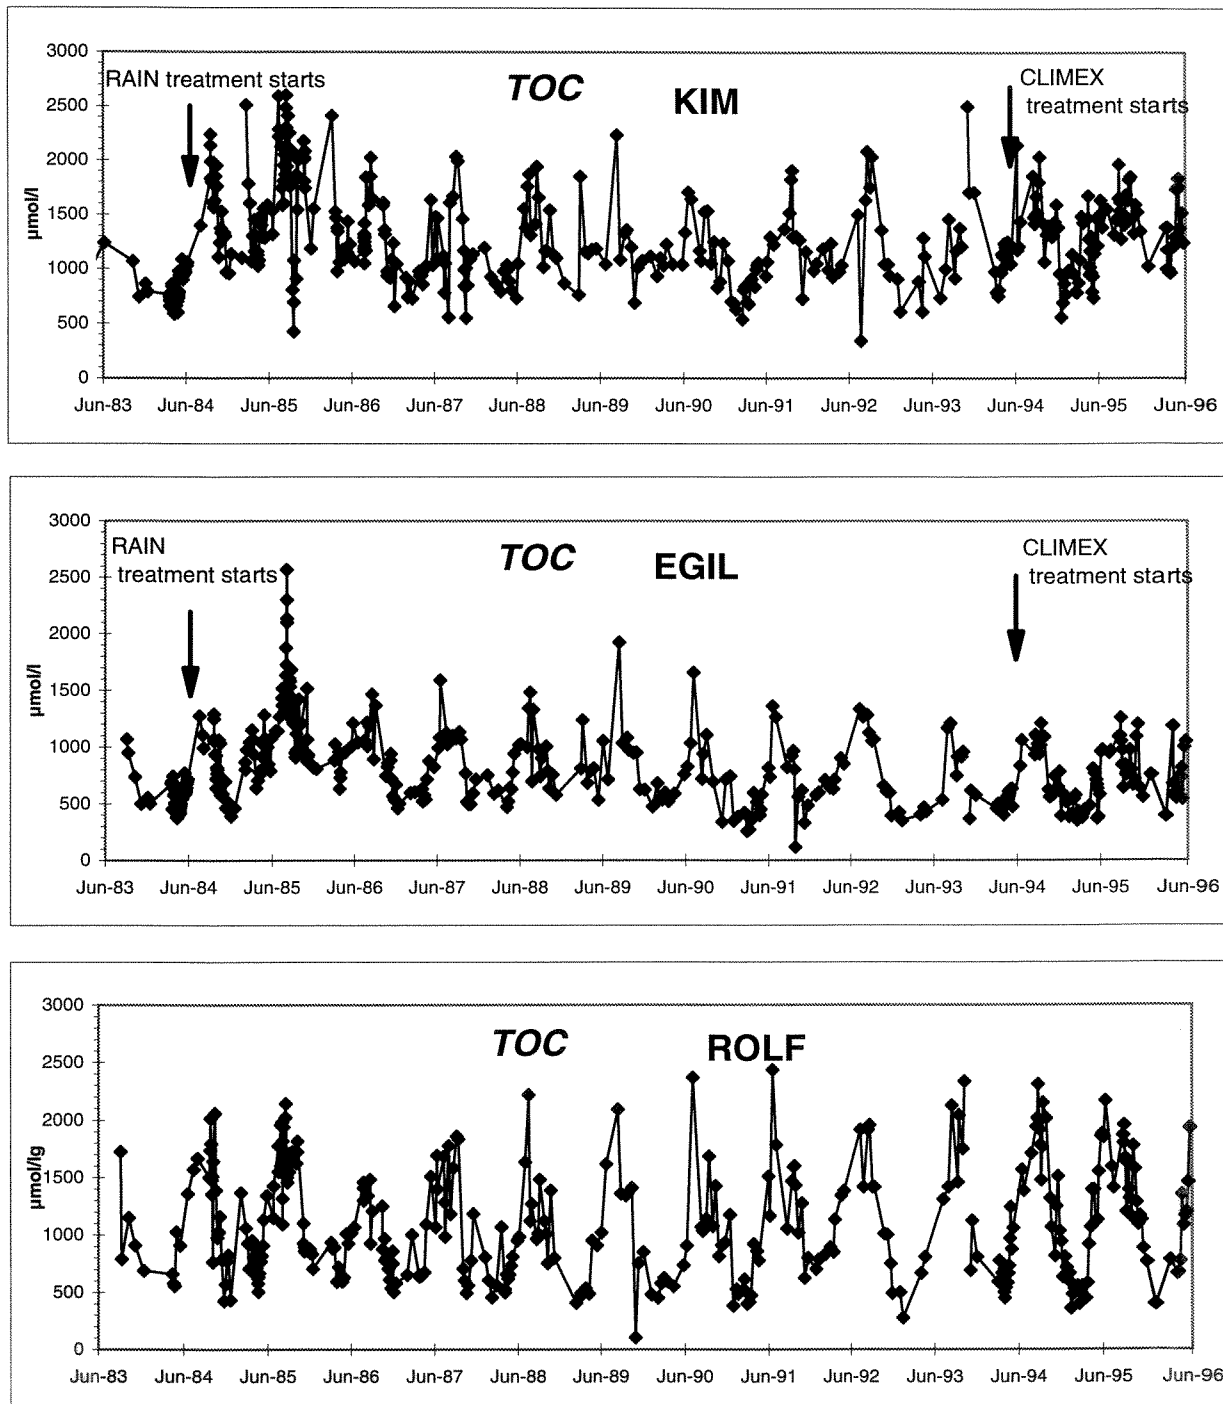 3000
RAIN treatment starts
TOC KIM
CLIMEX
treatment starts
2500
2000
1500
1000
500
0
µmol/l
Jun-83 Jun-84 Jun-85 Jun-86 Jun-87 Jun-88 Jun-89 Jun-90 Jun-91 Jun-92 Jun-93 Jun-94 Jun-95 Jun-96
3000
RAIN
treatment starts
TOC EGIL
CLIMEX
treatment starts
2500
2000
1500
1000
500
0
µmol/l
Jun-83 Jun-84 Jun-85 Jun-86 Jun-87 Jun-88 Jun-89 Jun-90 Jun-91 Jun-92 Jun-93 Jun-94 Jun-95 Jun-96
3000
TOC ROLF
2500
2000
1500
1000
500
0
µmol/lg
Jun-83 Jun-84 Jun-85 Jun-86 Jun-87 Jun-88 Jun-89 Jun-90 Jun-91 Jun-92 Jun-93 Jun-94 Jun-95 Jun-96